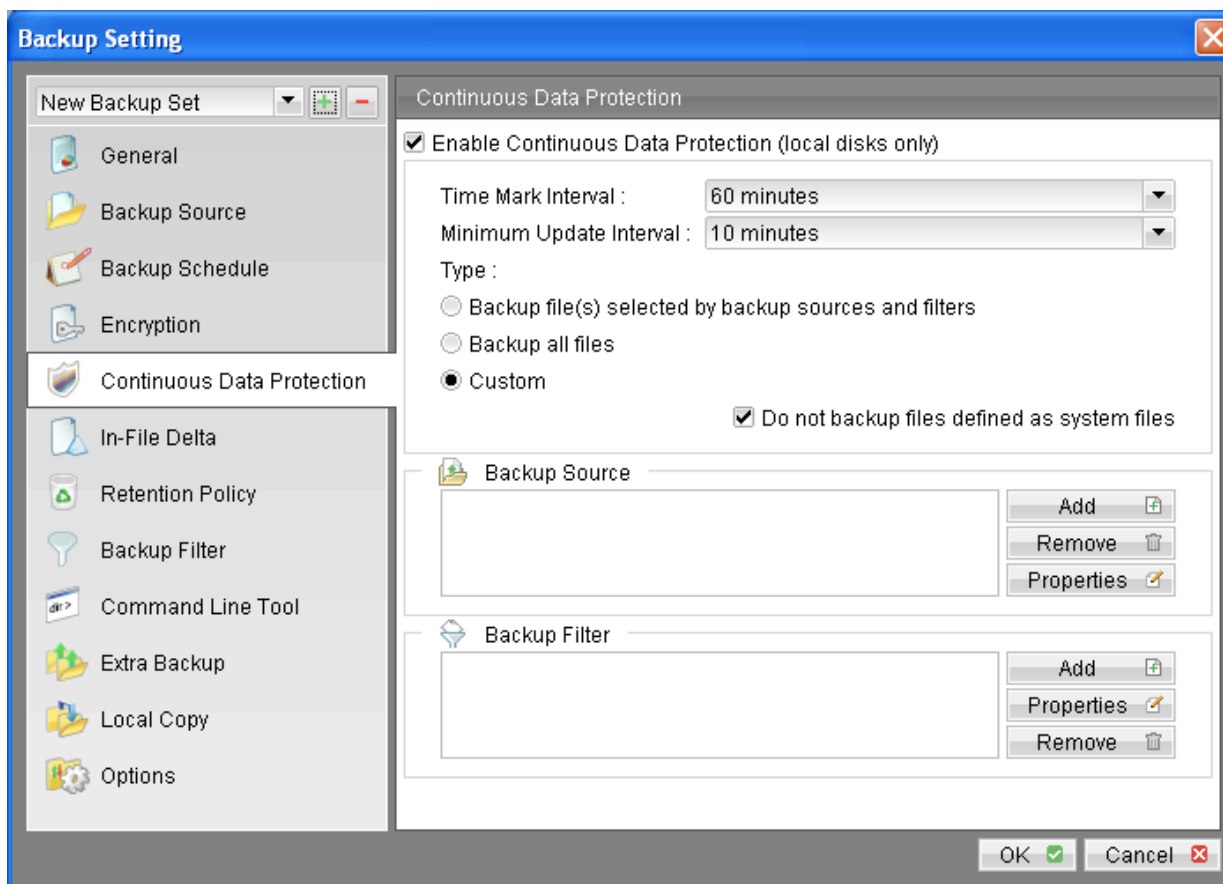 Backup Setting
New Backup Set
General
Backup Source
Backup Schedule
Encryption
Continuous Data Protection
In-File Delta
Retention Policy
Backup Filter
Command Line Tool
Extra Backup
Local Copy
Options
Continuous Data Protection
Enable Continuous Data Protection (local disks only)
Time Mark Interval : 60 minutes
Minimum Update Interval : 10 minutes
Type :
Backup file(s) selected by backup sources and filters
Backup all files
Custom
Do not backup files defined as system files
Backup Source
Add
Remove
Properties
Backup Filter
Add
Properties
Remove
OK Cancel